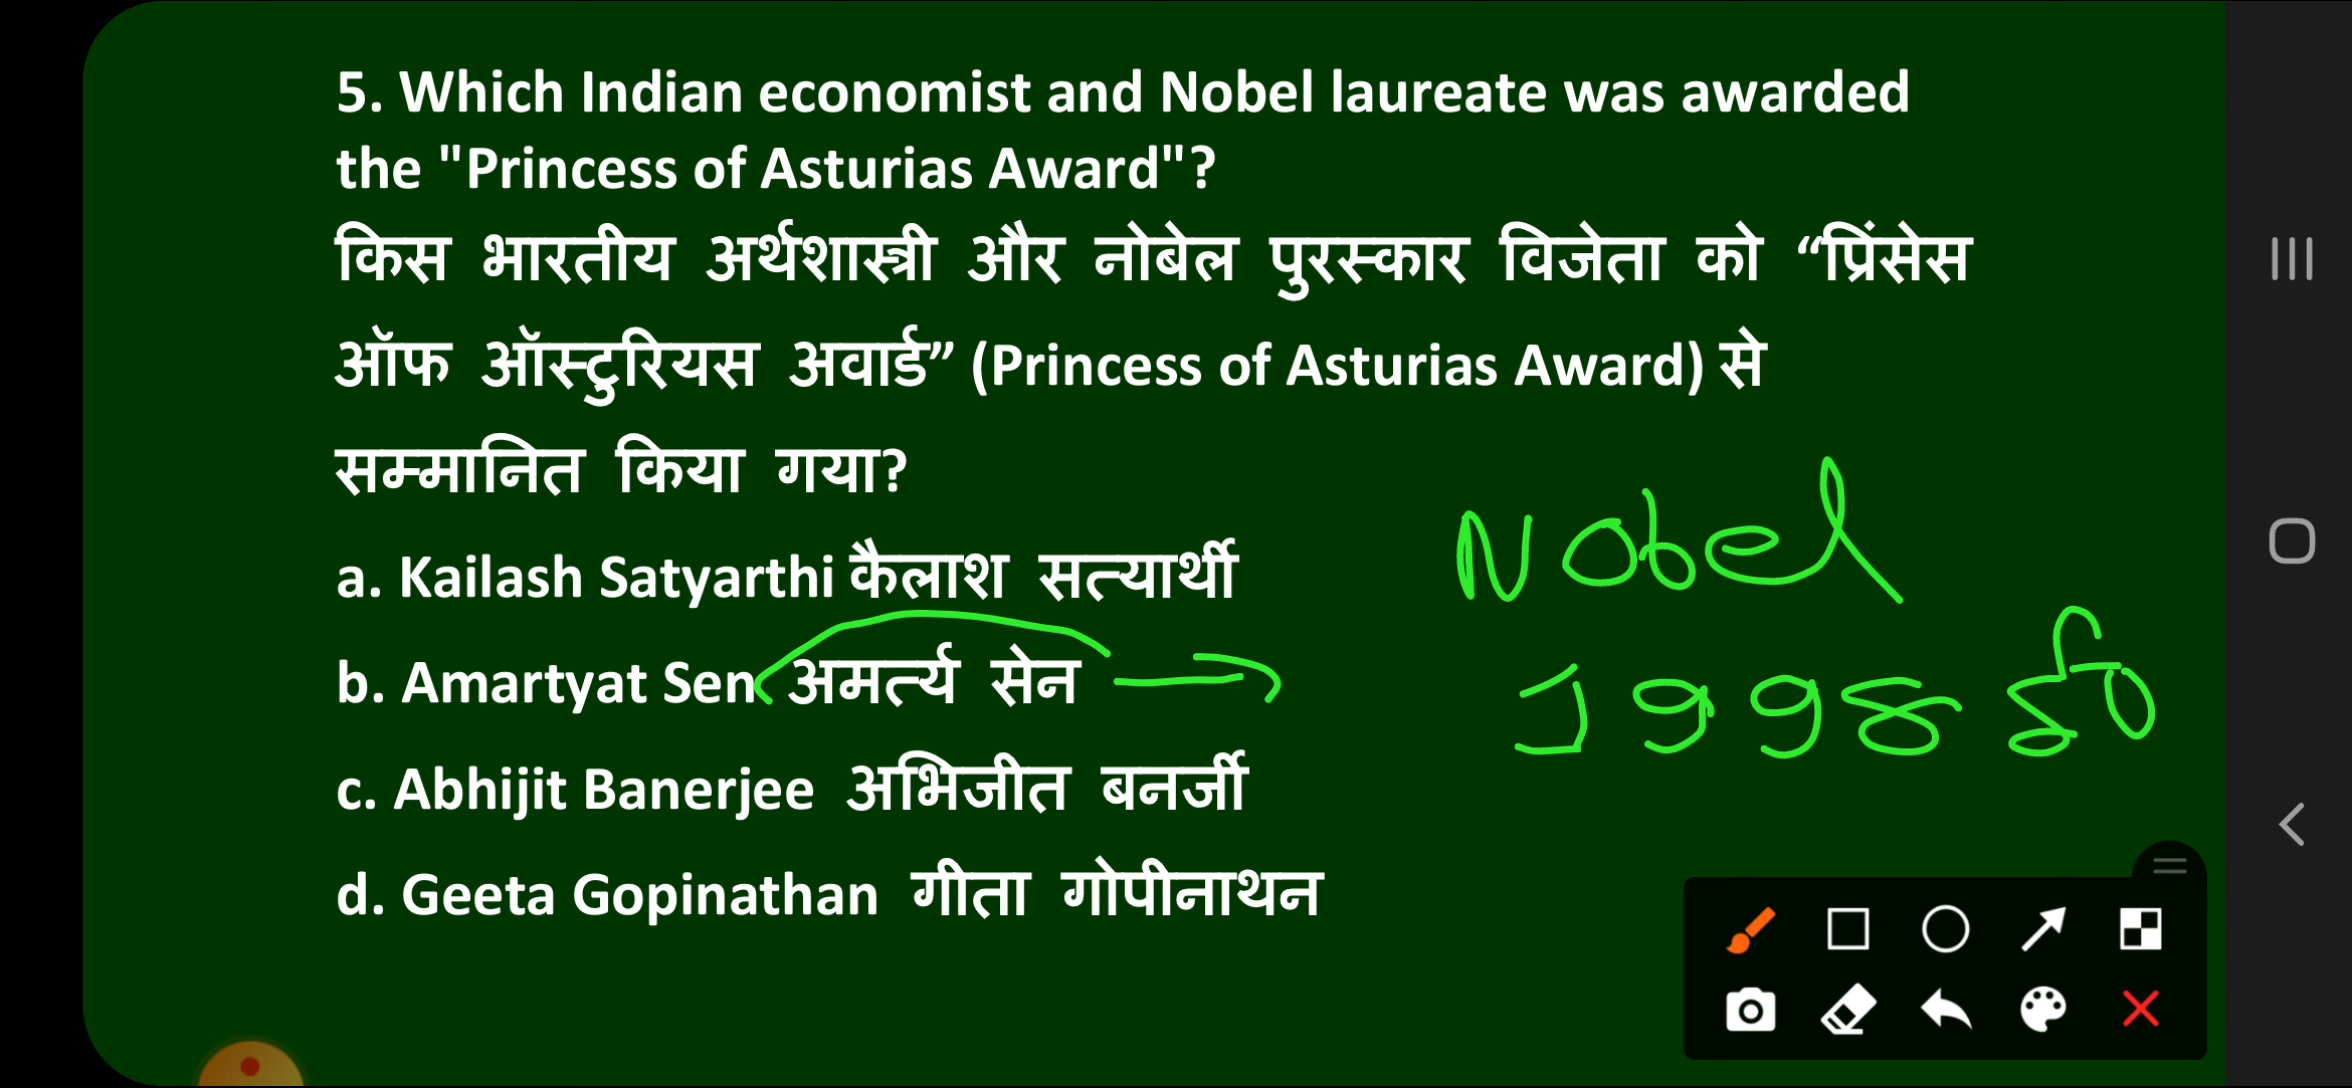 5. Which Indian economist and Nobel laureate was awarded
the "Princess of Asturias Award"?
किस भारतीय अर्थशास्त्री और नोबेल पुरस्कार विजेता को “प्रिंसेस
ऑफ ऑस्टुरियस अवार्ड” (Princess of Asturias Award) से
सम्मानित किया गया?
a. Kailash Satyarthi कैलाश सत्यार्थी
Nobel
b. Amartyat Sen अमर्त्य सेन
1998
c. Abhijit Banerjee अभिजीत बनर्जी
d. Geeta Gopinathan गीता गोपीनाथन